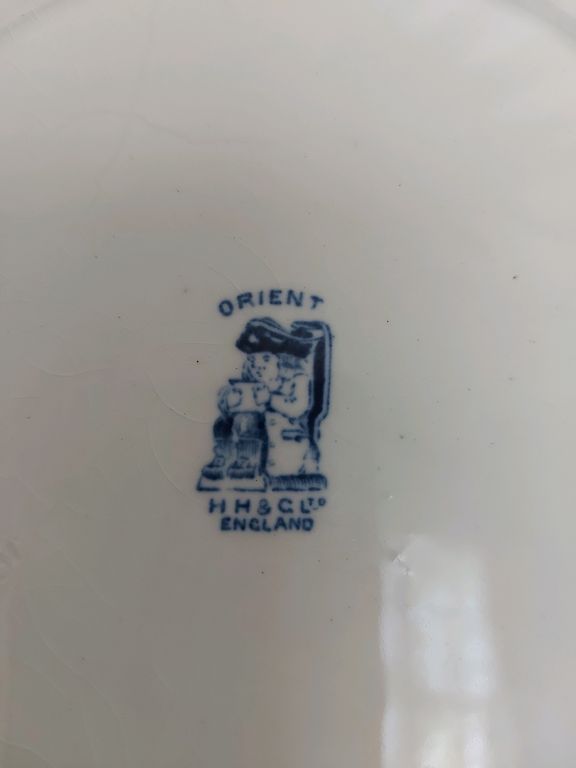 ORIENT
H H & G LTD
ENGLAND